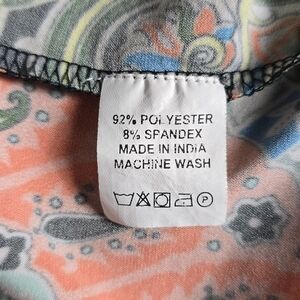 92% POLYESTER
8% SPANDEX
MADE IN INDIA
MACHINE WASH